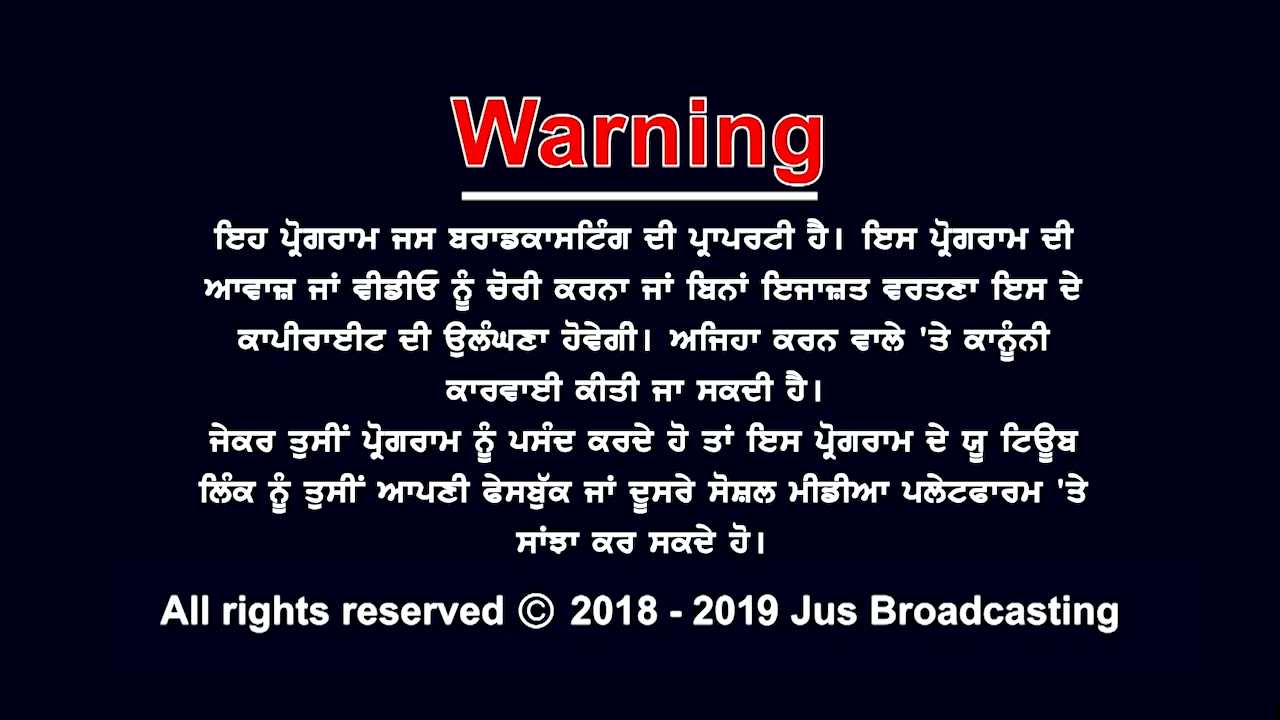 Warning
ਇਹ ਪ੍ਰੋਗਰਾਮ ਜਸ ਬਰਾਡਕਾਸਟਿੰਗ ਦੀ ਪ੍ਰਾਪਰਟੀ ਹੈ। ਇਸ ਪ੍ਰੋਗਰਾਮ ਦੀ
ਆਵਾਜ਼ ਜਾਂ ਵੀਡੀਓ ਨੂੰ ਚੋਰੀ ਕਰਨਾ ਜਾਂ ਬਿਨਾਂ ਇਜਾਜ਼ਤ ਵਰਤਣਾ ਇਸ ਦੇ
ਕਾਪੀਰਾਈਟ ਦੀ ਉਲੰਘਣਾ ਹੋਵੇਗੀ। ਅਜਿਹਾ ਕਰਨ ਵਾਲੇ 'ਤੇ ਕਾਨੂੰਨੀ
ਕਾਰਵਾਈ ਕੀਤੀ ਜਾ ਸਕਦੀ ਹੈ।
ਜੇਕਰ ਤੁਸੀਂ ਪ੍ਰੋਗਰਾਮ ਨੂੰ ਪਸੰਦ ਕਰਦੇ ਹੋ ਤਾਂ ਇਸ ਪ੍ਰੋਗਰਾਮ ਦੇ ਯੂ ਟਿਊਬ
ਲਿੰਕ ਨੂੰ ਤੁਸੀਂ ਆਪਣੀ ਫੇਸਬੁੱਕ ਜਾਂ ਦੂਸਰੇ ਸੋਸ਼ਲ ਮੀਡੀਆ ਪਲੇਟਫਾਰਮ 'ਤੇ
ਸਾਂਝਾ ਕਰ ਸਕਦੇ ਹੋ।
All rights reserved © 2018 - 2019 Jus Broadcasting